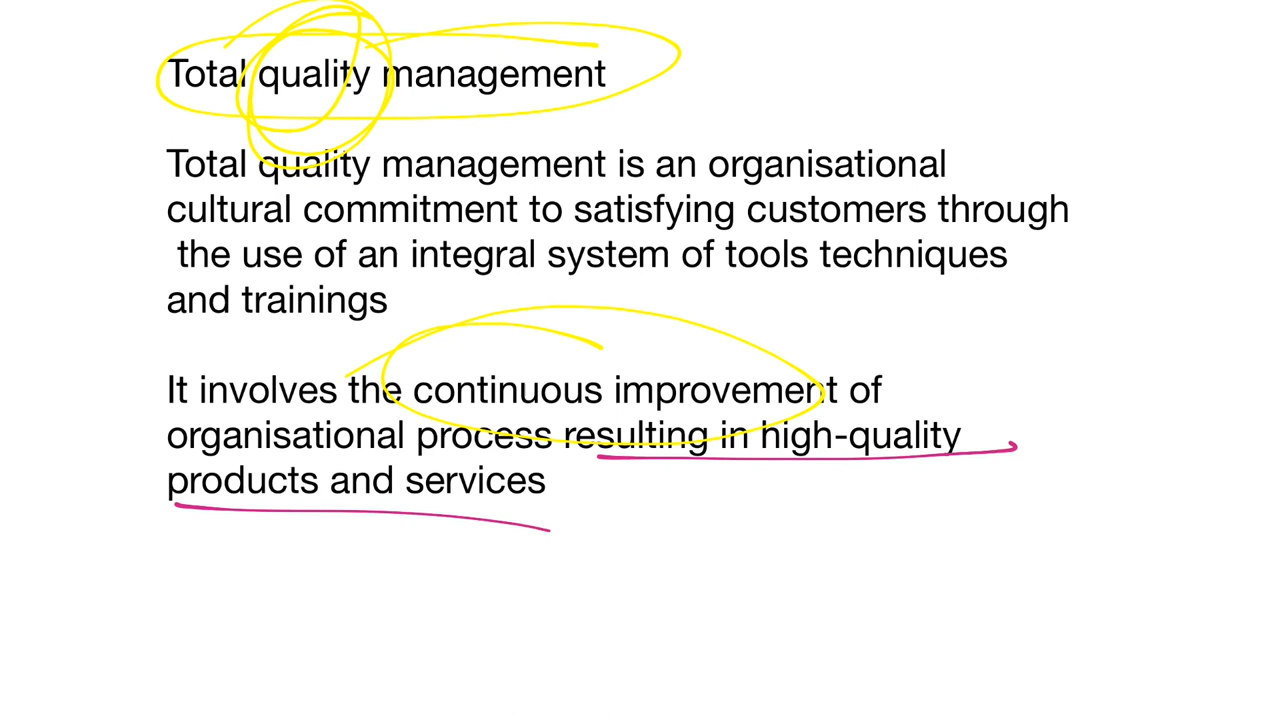 Total quality management
Total quality management is an organisational
cultural commitment to satisfying customers through
the use of an integral system of tools techniques
and trainings
It involves the continuous improvement of
organisational process resulting in high-quality
products and services